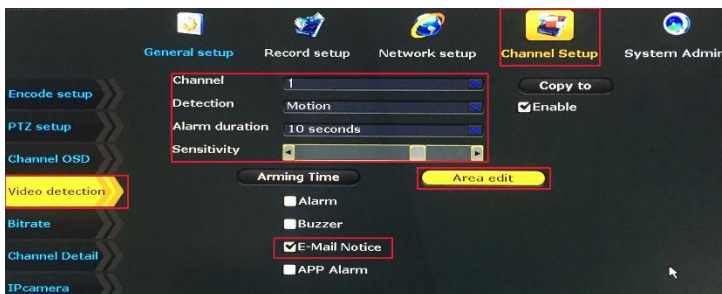 General setup
Record setup
Network setup
Channel Setup
System Admin
Encode setup
PTZ setup
Channel OSD
Video detection
Bitrate
Channel Detail
IPcamera
Channel 1
Detection Motion
Alarm duration 10 seconds
Sensitivity
Copy to
Enable
Arming Time
Area edit
Alarm
Buzzer
E-Mail Notice
APP Alarm